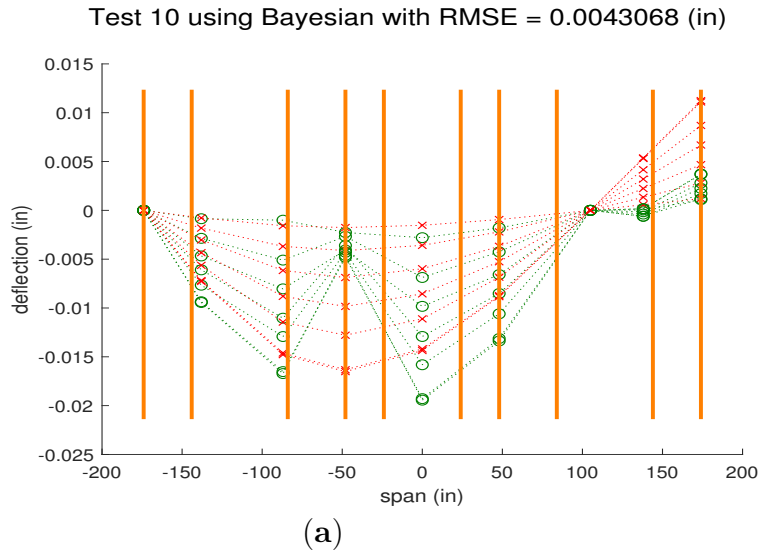 Test 10 using Bayesian with RMSE = 0.0043068 (in)
0.015
0.01
0.005
0
-0.005
-0.01
-0.015
-0.02
-0.025
deflection (in)
-200 -150 -100 -50 0 50 100 150 200
span (in)
(a)